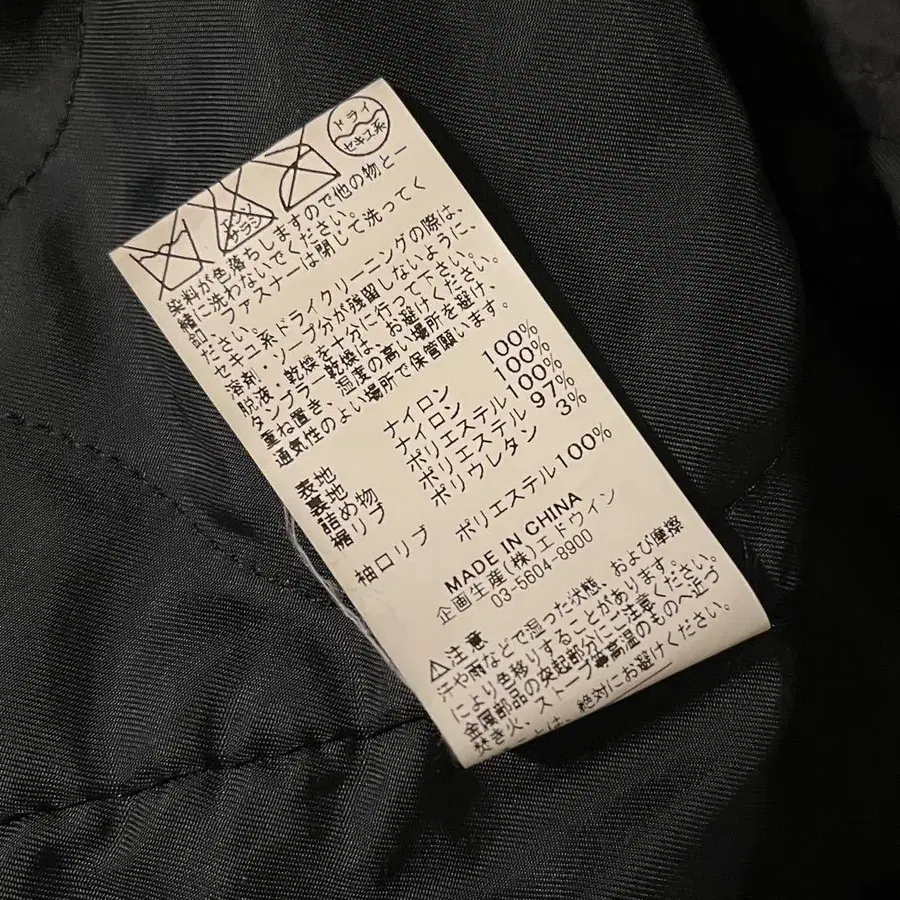 ドライ
セキユ系
エンソ
サラシ
染料が色落ちしますので他の物と一
緒に洗わないでください。
釦、ファスナーは閉じて洗ってく
ださい。
セキユ系ドライクリーニングの際は、
溶剤・ソープ分が残留しないように、
脱液・乾燥を十分に行って下さい。
タンブラー乾燥は、お避けください。
重ね置き、湿度の高い場所を避け、
通気性のよい場所で保管願います。
表地 ナイロン 100%
裏地 ナイロン 100%
詰め物 ポリエステル 100%
裾リブ ポリエステル 97%
ポリウレタン 3%
袖口リブ ポリエステル100%
MADE IN CHINA
企画生産(株)エドウィン
03-5604-8900
⚠注意
汗や雨などで湿った状態、および摩擦
により色移りすることがあります。
金属部品の突起部分にご注意ください。
焚き火、ストーブ等高温のものへ近づ
とは、絶対にお避けください。